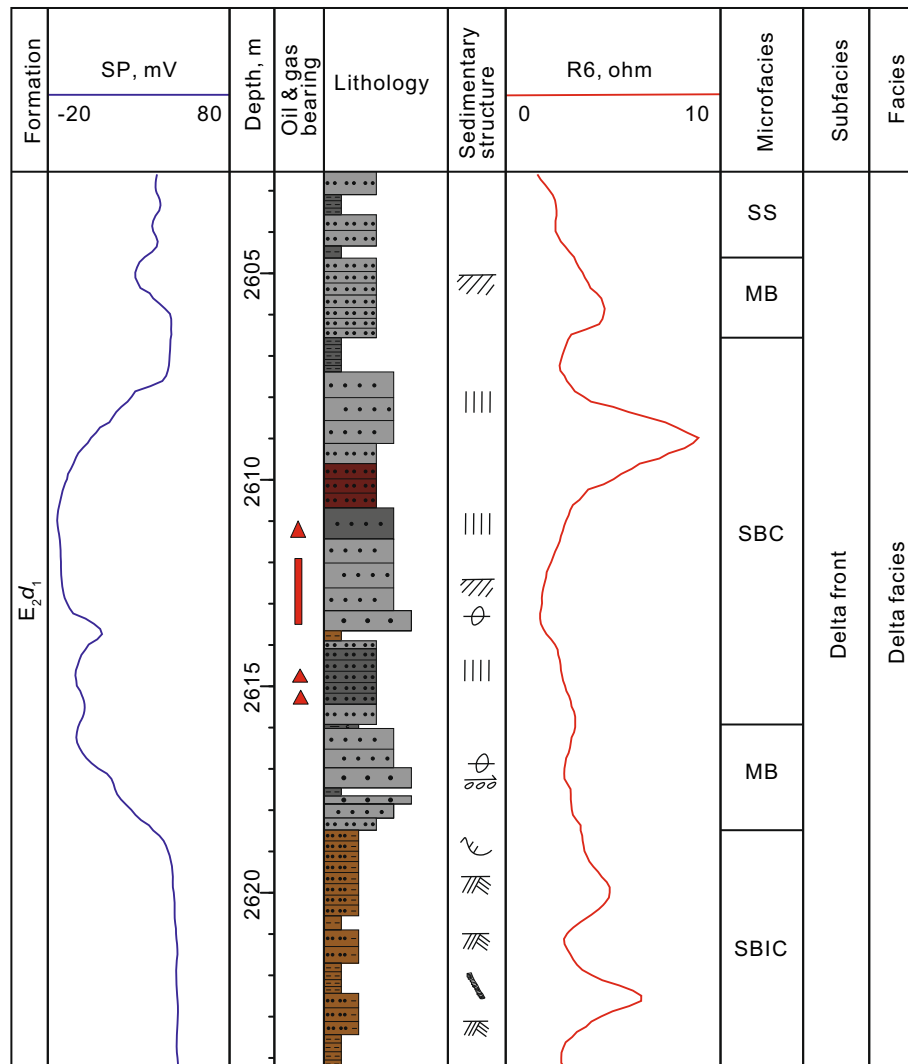 Formation
SP, mV
-20 80
Depth, m
Oil & gas
bearing
Lithology
Sedimentary
structure
R6, ohm
0 10
Microfacies
Subfacies
Facies
E₂d₁
2605
2610
2615
2620
SS
MB
SBC
MB
SBIC
Delta front
Delta facies